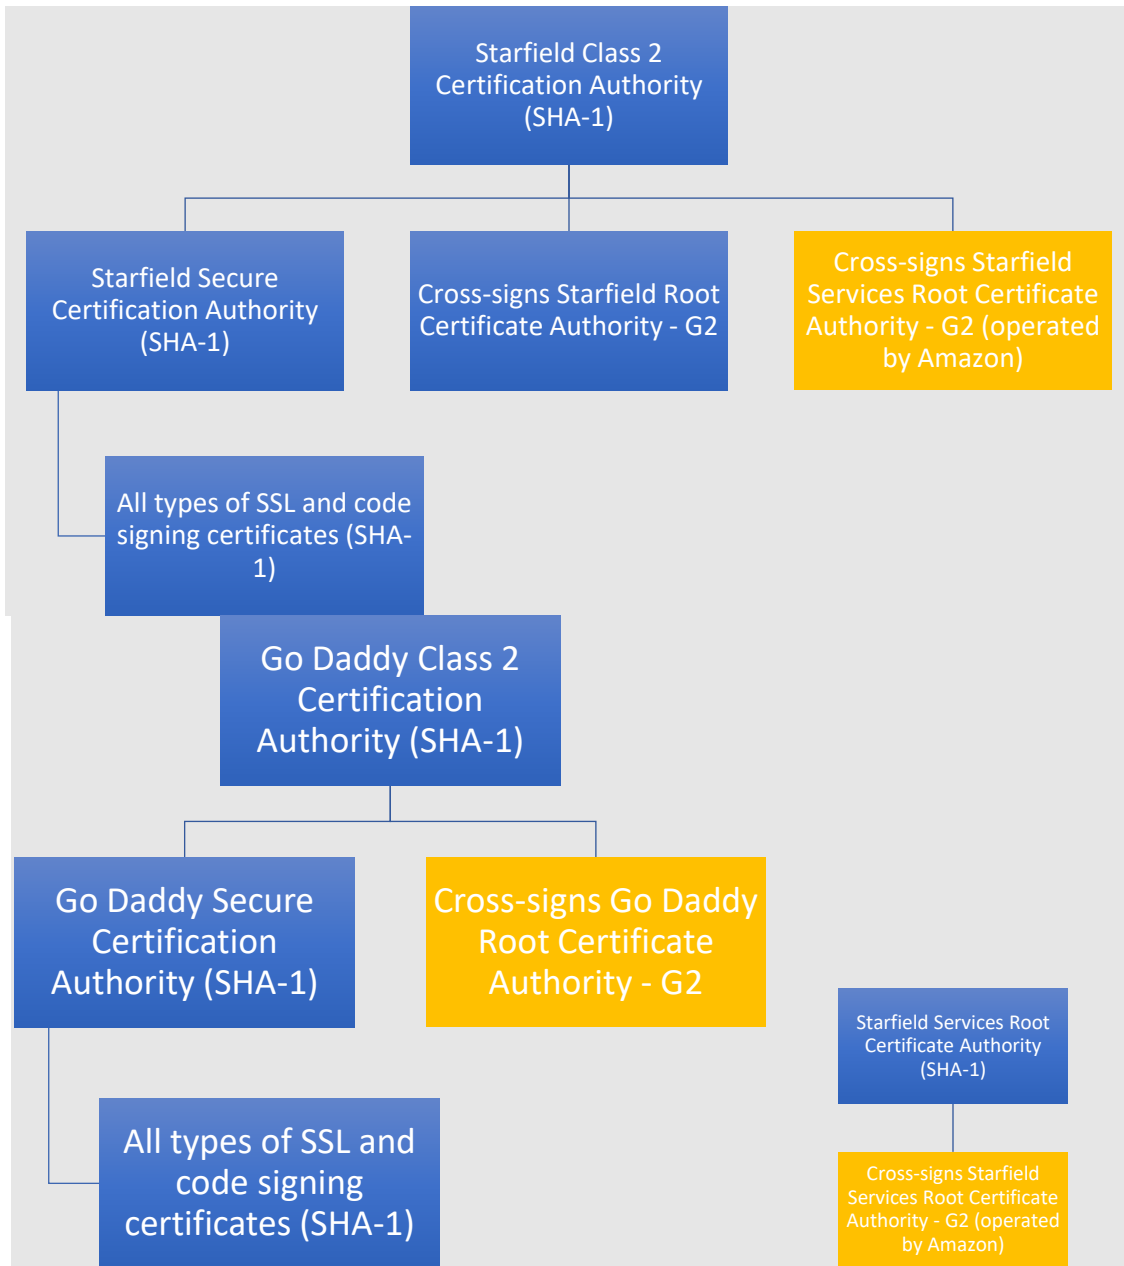 Starfield Class 2
Certification Authority
(SHA-1)
Starfield Secure
Certification Authority
(SHA-1)
Cross-signs Starfield Root
Certificate Authority - G2
Cross-signs Starfield
Services Root Certificate
Authority - G2 (operated
by Amazon)
All types of SSL and code
signing certificates (SHA-
1)
Go Daddy Class 2
Certification
Authority (SHA-1)
Go Daddy Secure
Certification
Authority (SHA-1)
Cross-signs Go Daddy
Root Certificate
Authority - G2
All types of SSL and
code signing
certificates (SHA-1)
Starfield Services Root
Certificate Authority
(SHA-1)
Cross-signs Starfield
Services Root Certificate
Authority - G2 (operated
by Amazon)